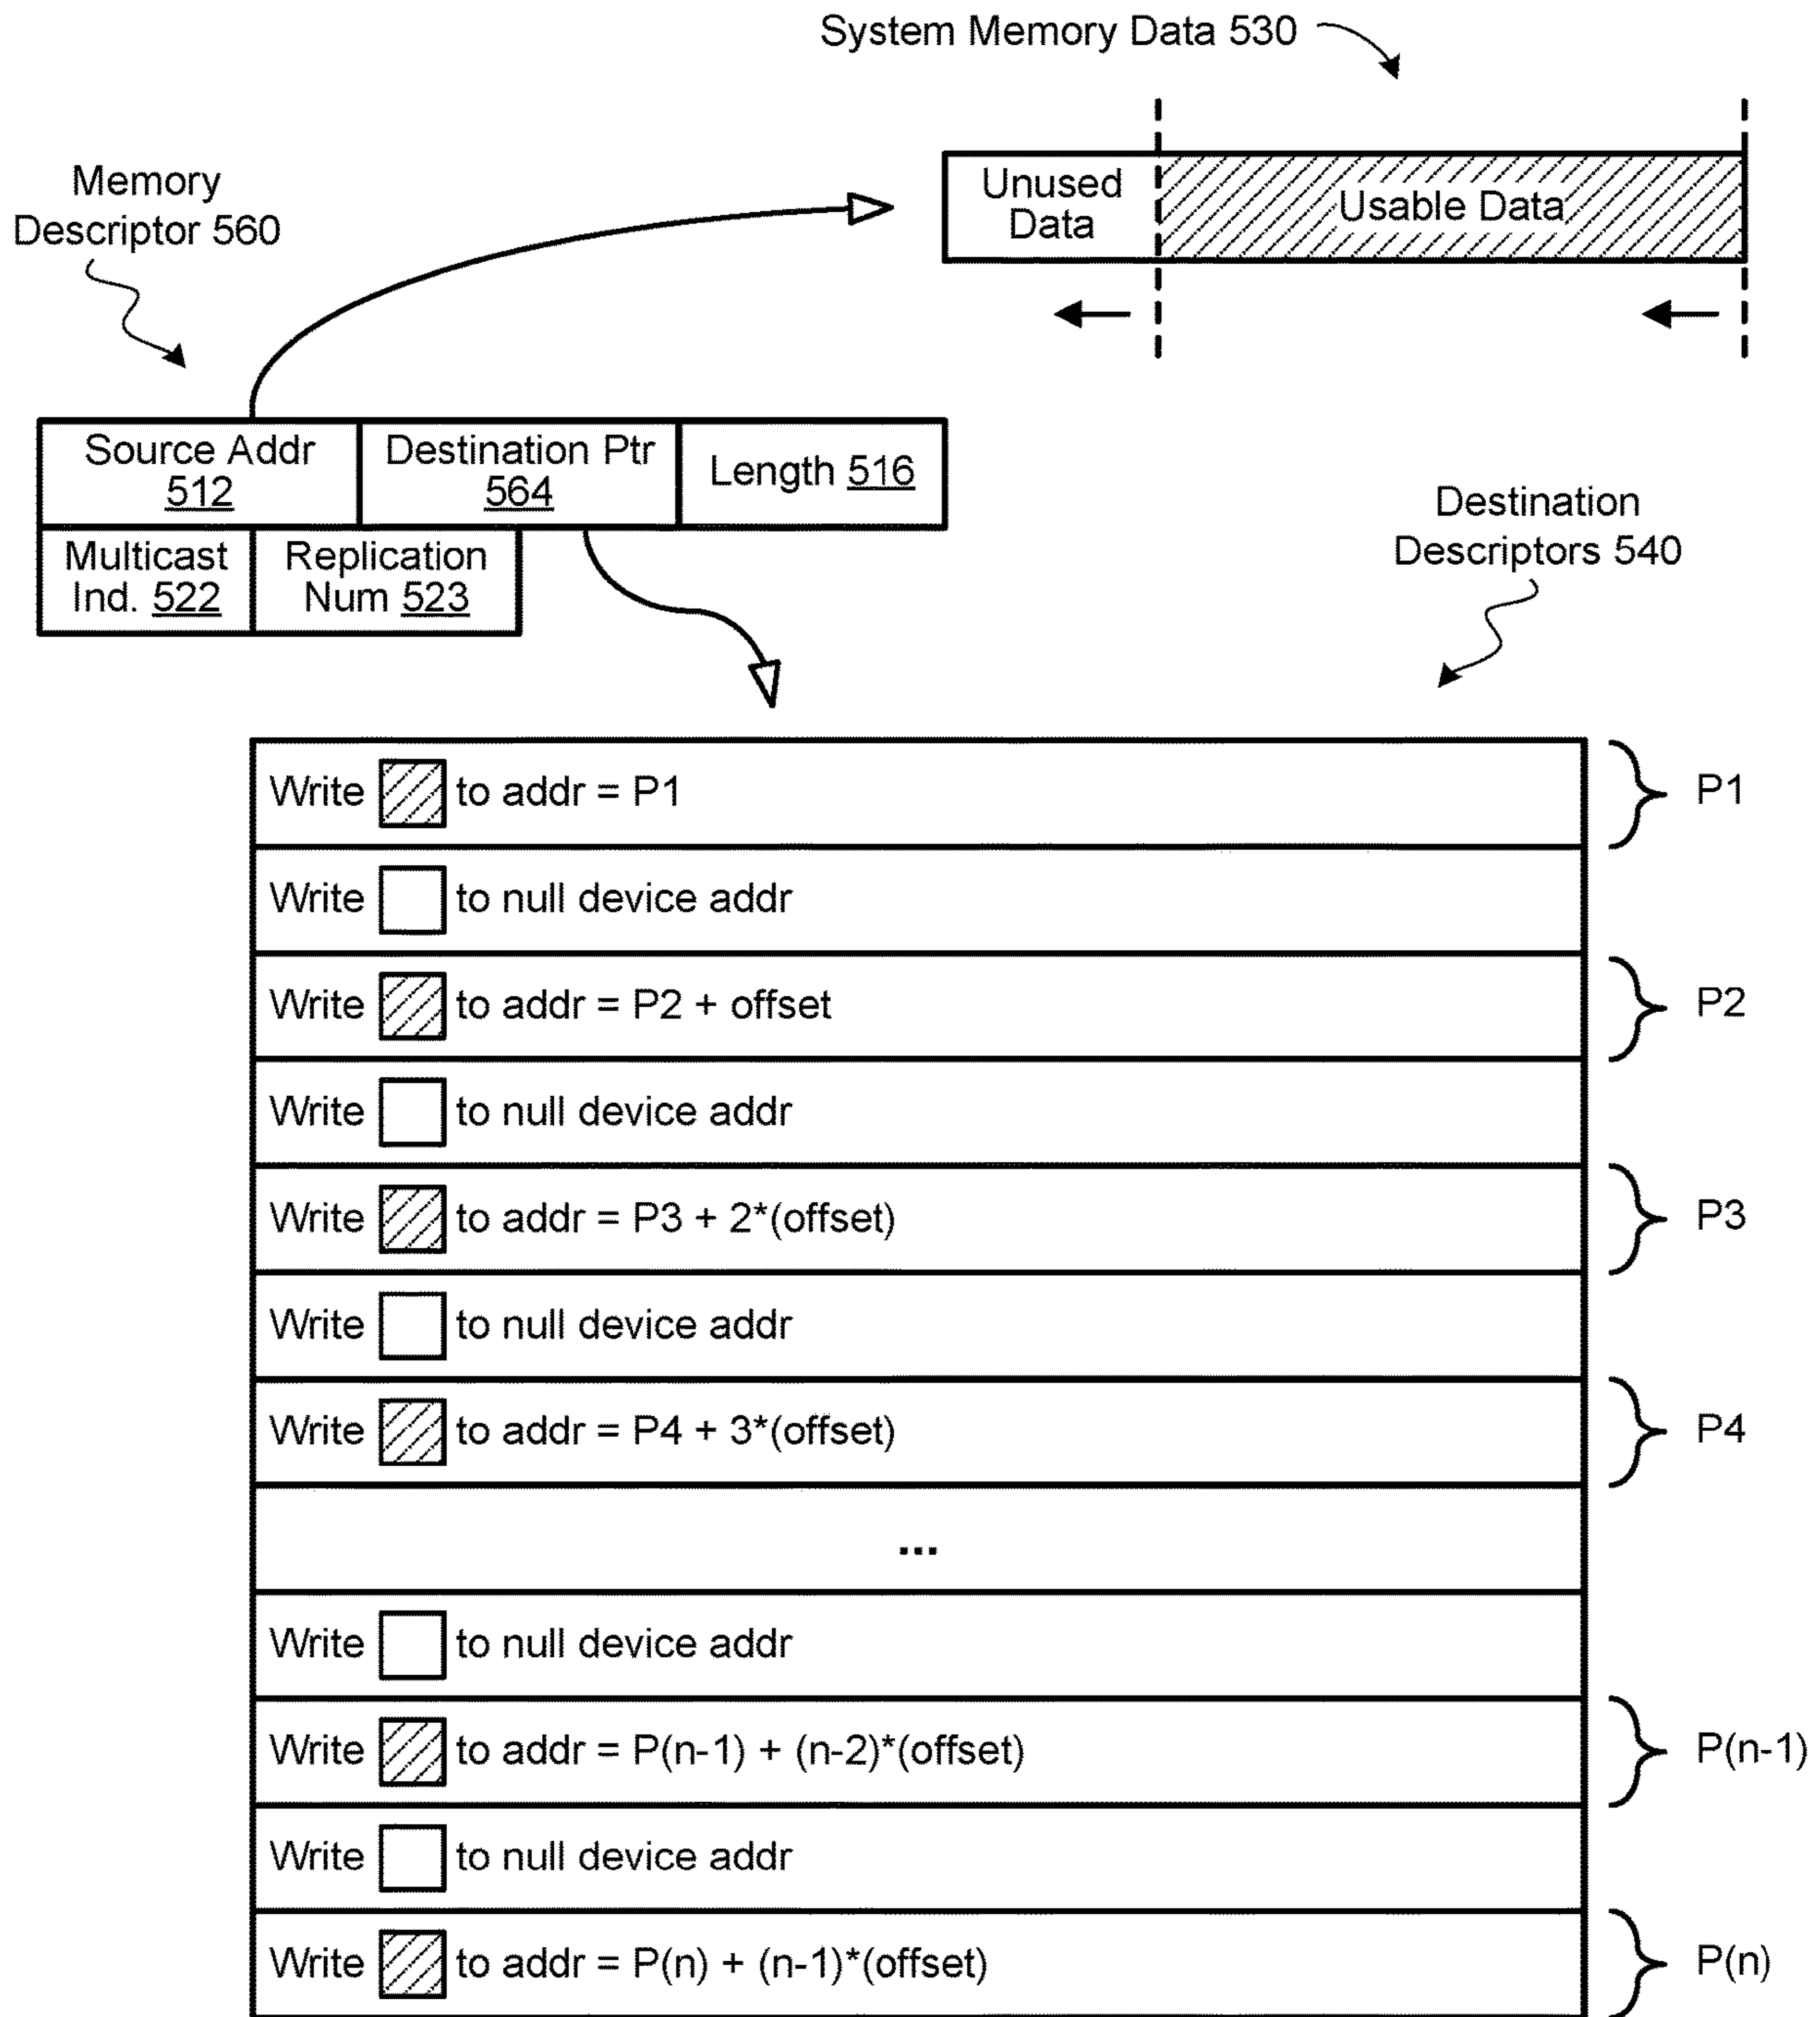 System Memory Data 530
Memory
Descriptor 560
Unused
Data
Usable Data
Source Addr
512
Destination Ptr
564
Length 516
Multicast
Ind. 522
Replication
Num 523
Destination
Descriptors 540
Write to addr = P1
P1
Write to null device addr
Write to addr = P2 + offset
P2
Write to null device addr
Write to addr = P3 + 2*(offset)
P3
Write to null device addr
Write to addr = P4 + 3*(offset)
P4
...
Write to null device addr
Write to addr = P(n-1) + (n-2)*(offset)
P(n-1)
Write to null device addr
Write to addr = P(n) + (n-1)*(offset)
P(n)